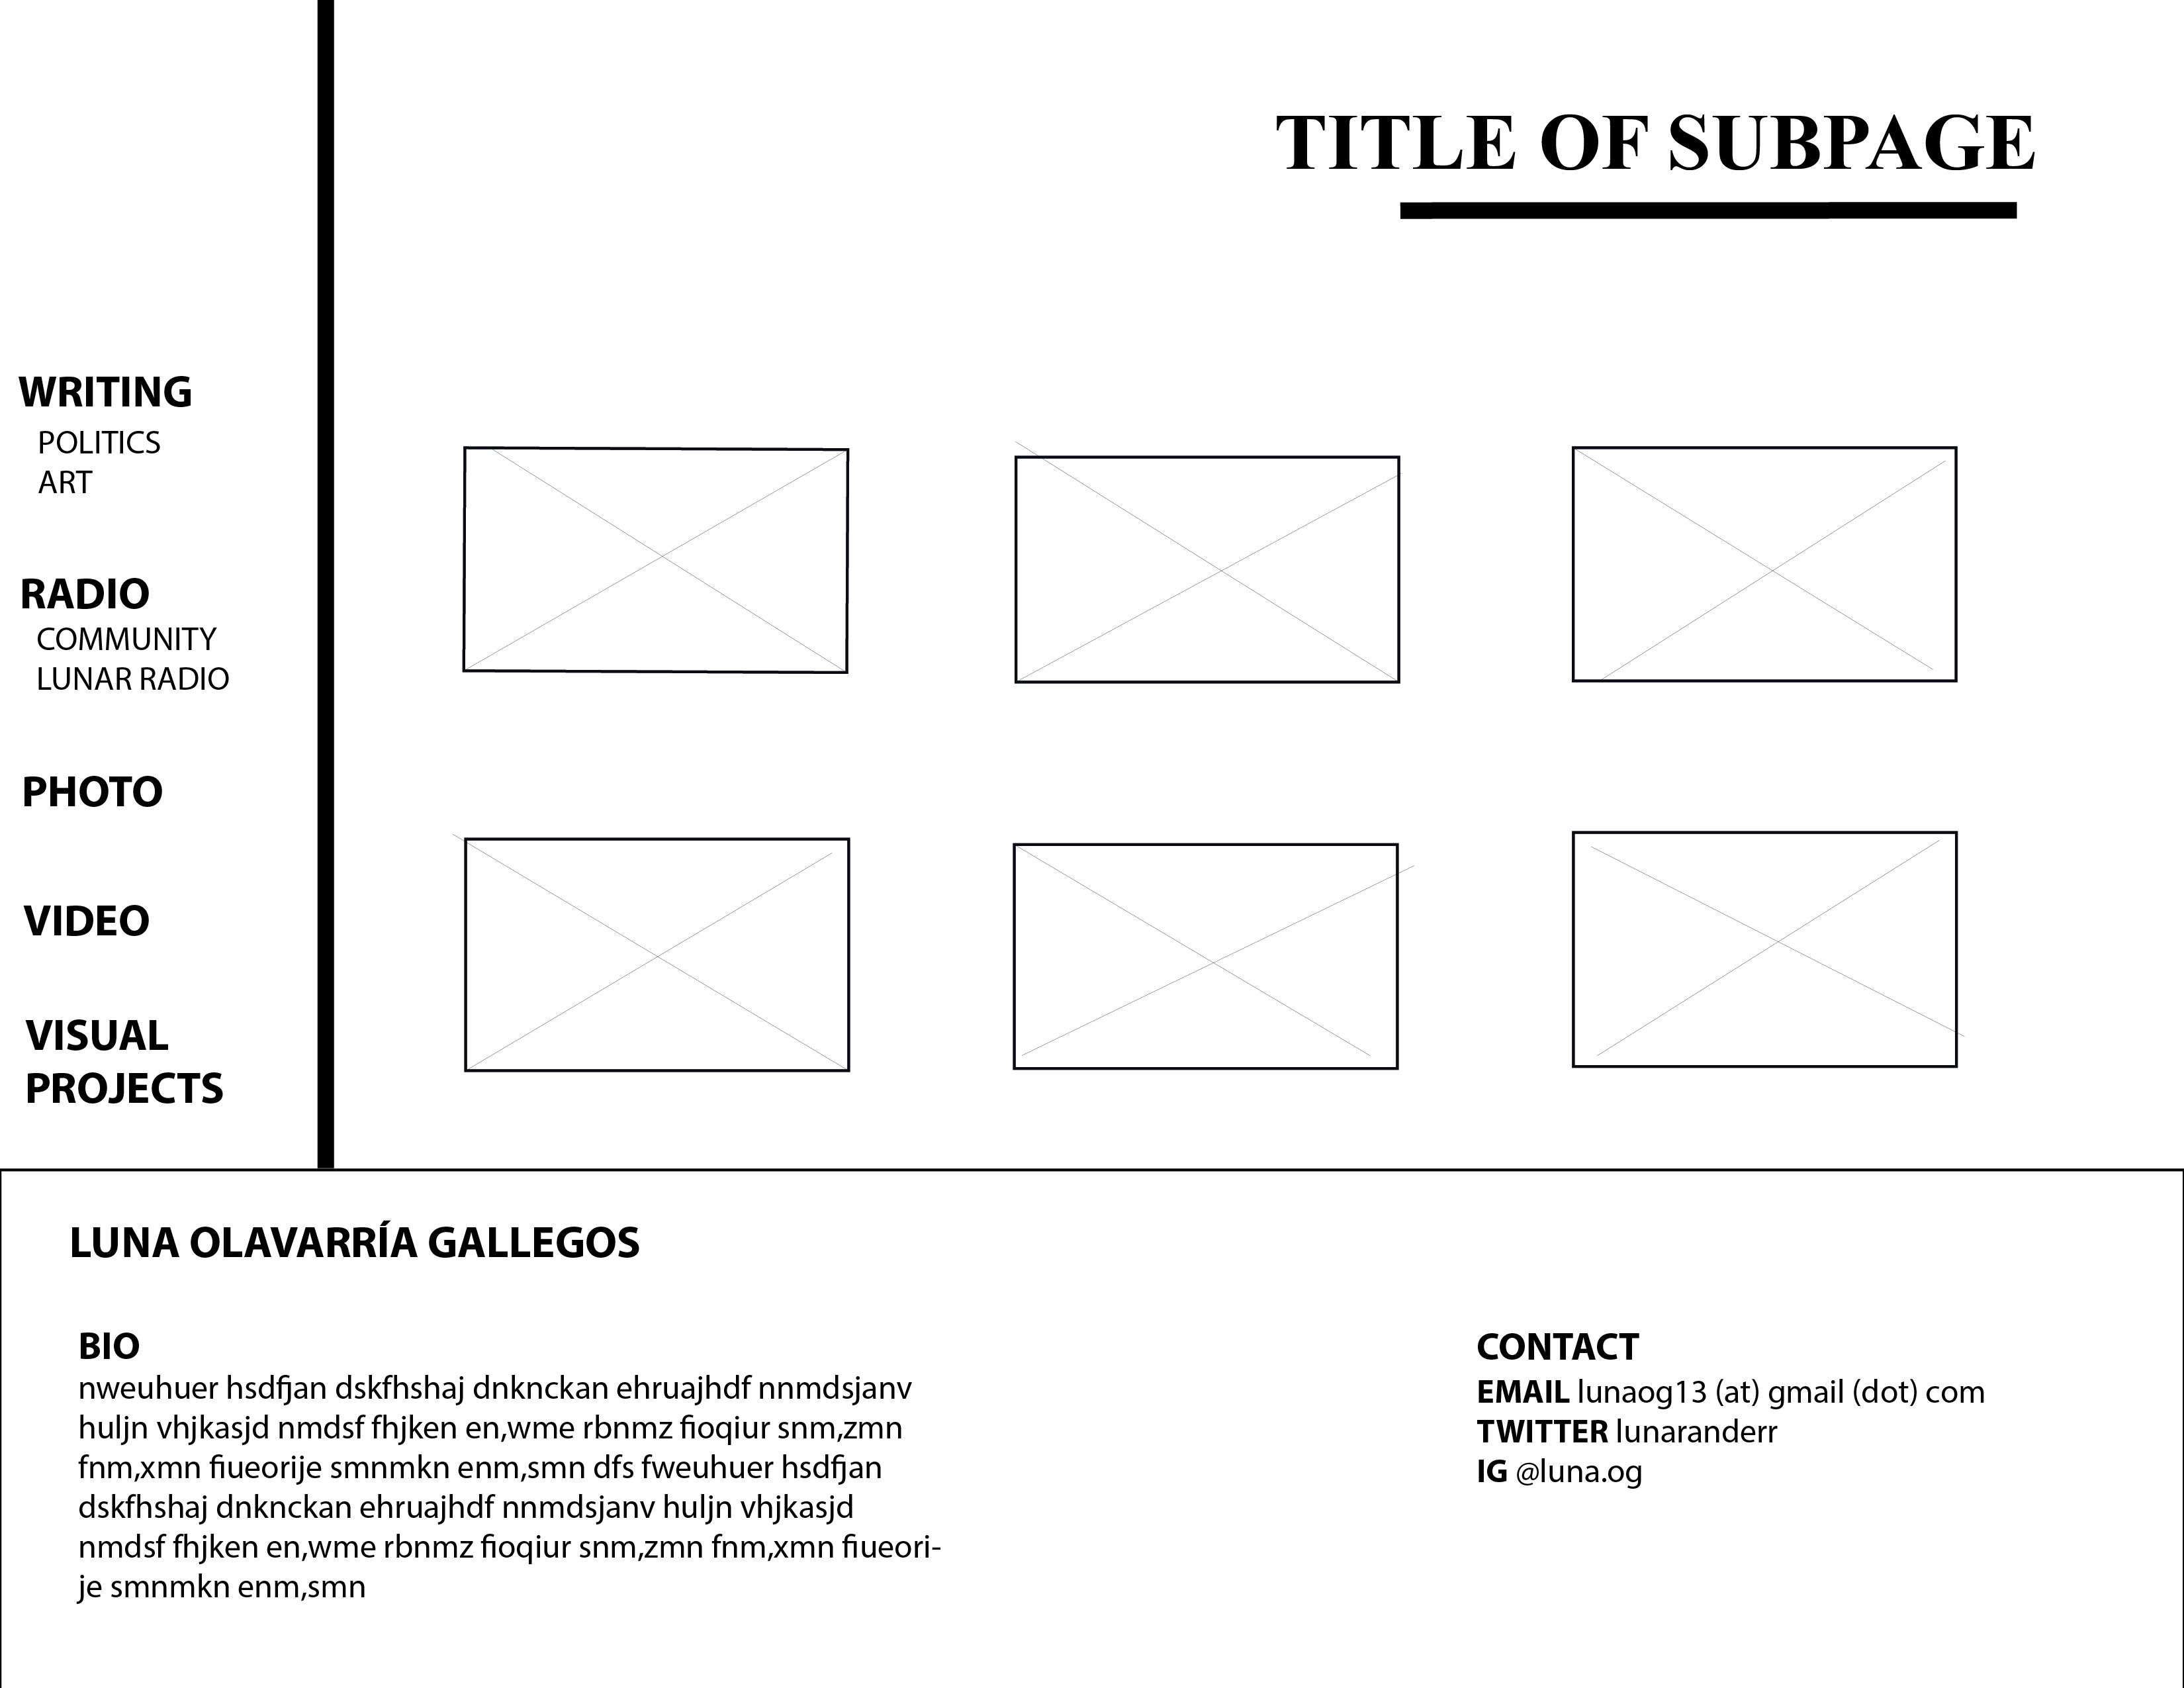 TITLE OF SUBPAGE
WRITING
POLITICS
ART
RADIO
COMMUNITY
LUNAR RADIO
PHOTO
VIDEO
VISUAL
PROJECTS
LUNA OLAVARRÍA GALLEGOS
BIO
nweuhuer hsdfjan dskfhshaj dnknckan ehruajhdf nnmdsjanv
huljn vhjkasjd nmdsf fhjken en,wme rbnmz fioqiur snm,zmn
fnm,xmn fiueorije smnmkn enm,smn dfs fweuhuer hsdfjan
dskfhshaj dnknckan ehruajhdf nnmdsjanv huljn vhjkasjd
nmdsf fhjken en,wme rbnmz fioqiur snm,zmn fnm,xmn fiueori-
je smnmkn enm,smn
CONTACT
EMAIL lunaog13 (at) gmail (dot) com
TWITTER lunaranderr
IG @luna.og